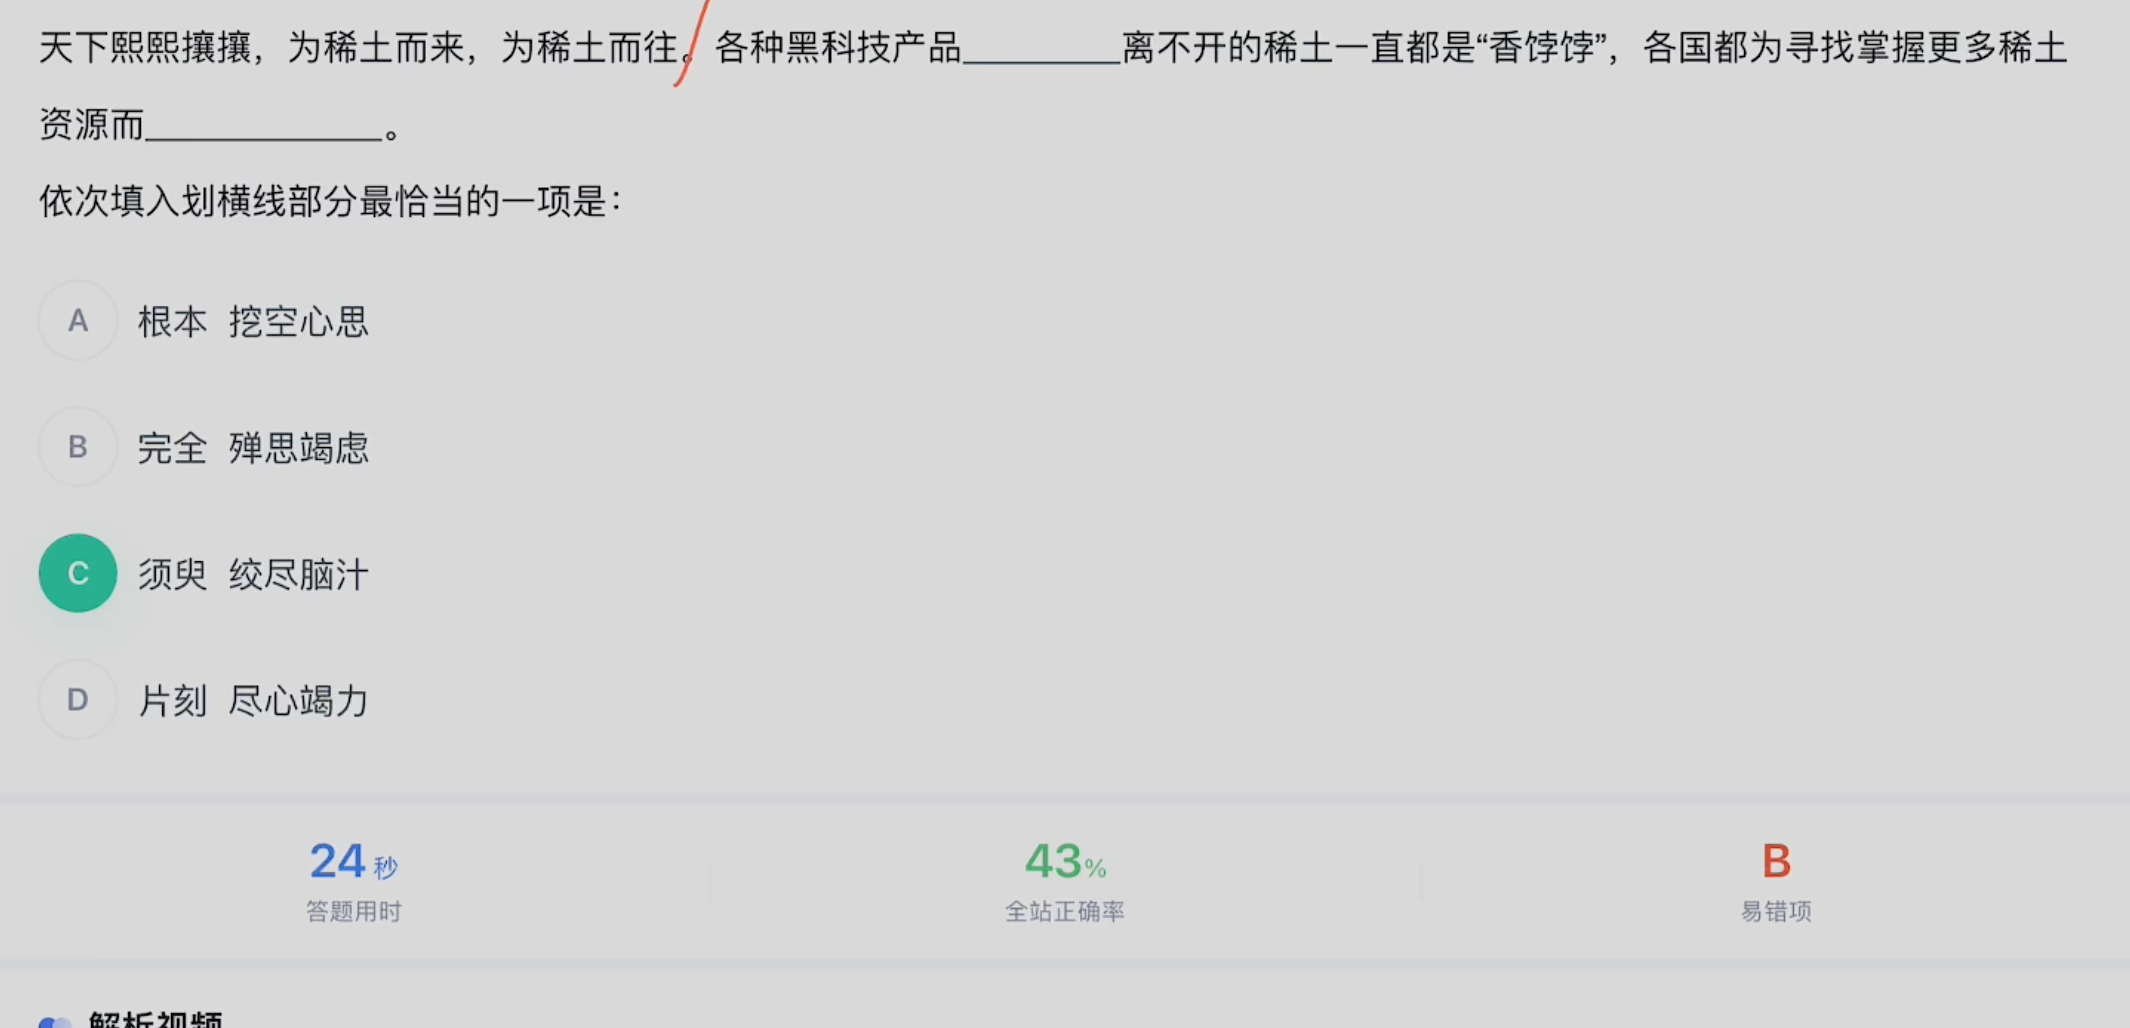 天下熙熙攘攘，为稀土而来，为稀土而往。各种黑科技产品________离不开的稀土一直都是“香饽饽”，各国都为寻找掌握更多稀土
资源而____________。
依次填入划横线部分最恰当的一项是：
A 根本 挖空心思
B 完全 殚思竭虑
C 须臾 绞尽脑汁
D 片刻 尽心竭力
24秒 43% B
答题用时 全站正确率 易错项
解析视频